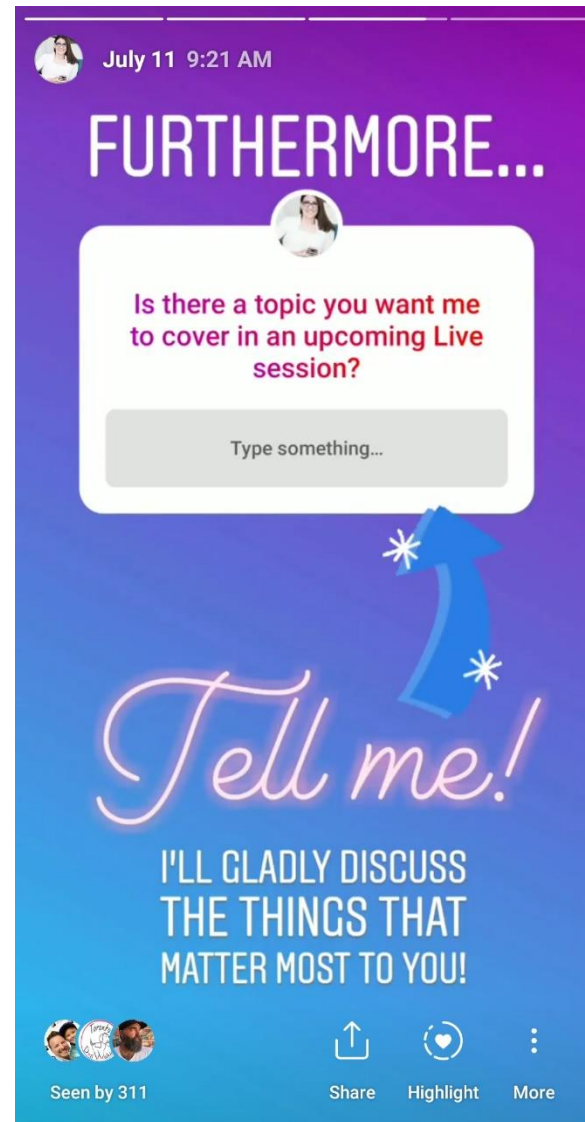 July 11 9:21 AM
FURTHERMORE...
Is there a topic you want me
to cover in an upcoming Live
session?
Type something...
Tell me!
I'LL GLADLY DISCUSS
THE THINGS THAT
MATTER MOST TO YOU!
Seen by 311
Share
Highlight
More